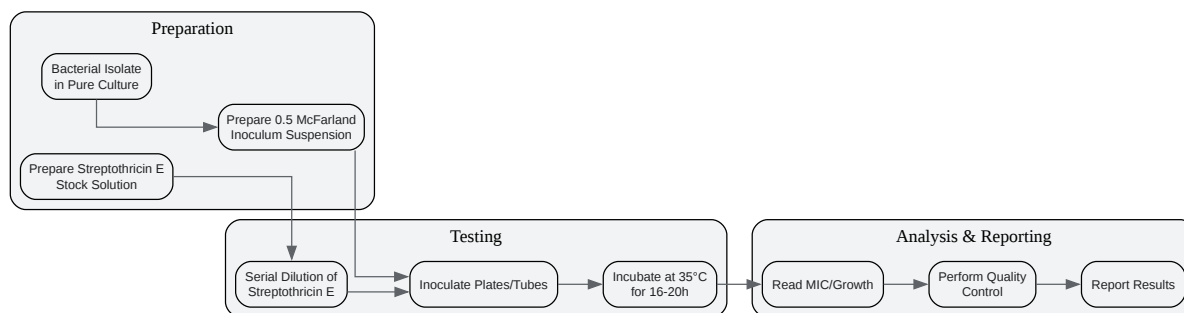 Preparation
Bacterial Isolate
in Pure Culture
Prepare 0.5 McFarland
Inoculum Suspension
Prepare Streptothricin E
Stock Solution
Testing
Serial Dilution of
Streptothricin E
Inoculate Plates/Tubes
Incubate at 35°C
for 16-20h
Analysis & Reporting
Read MIC/Growth
Perform Quality
Control
Report Results